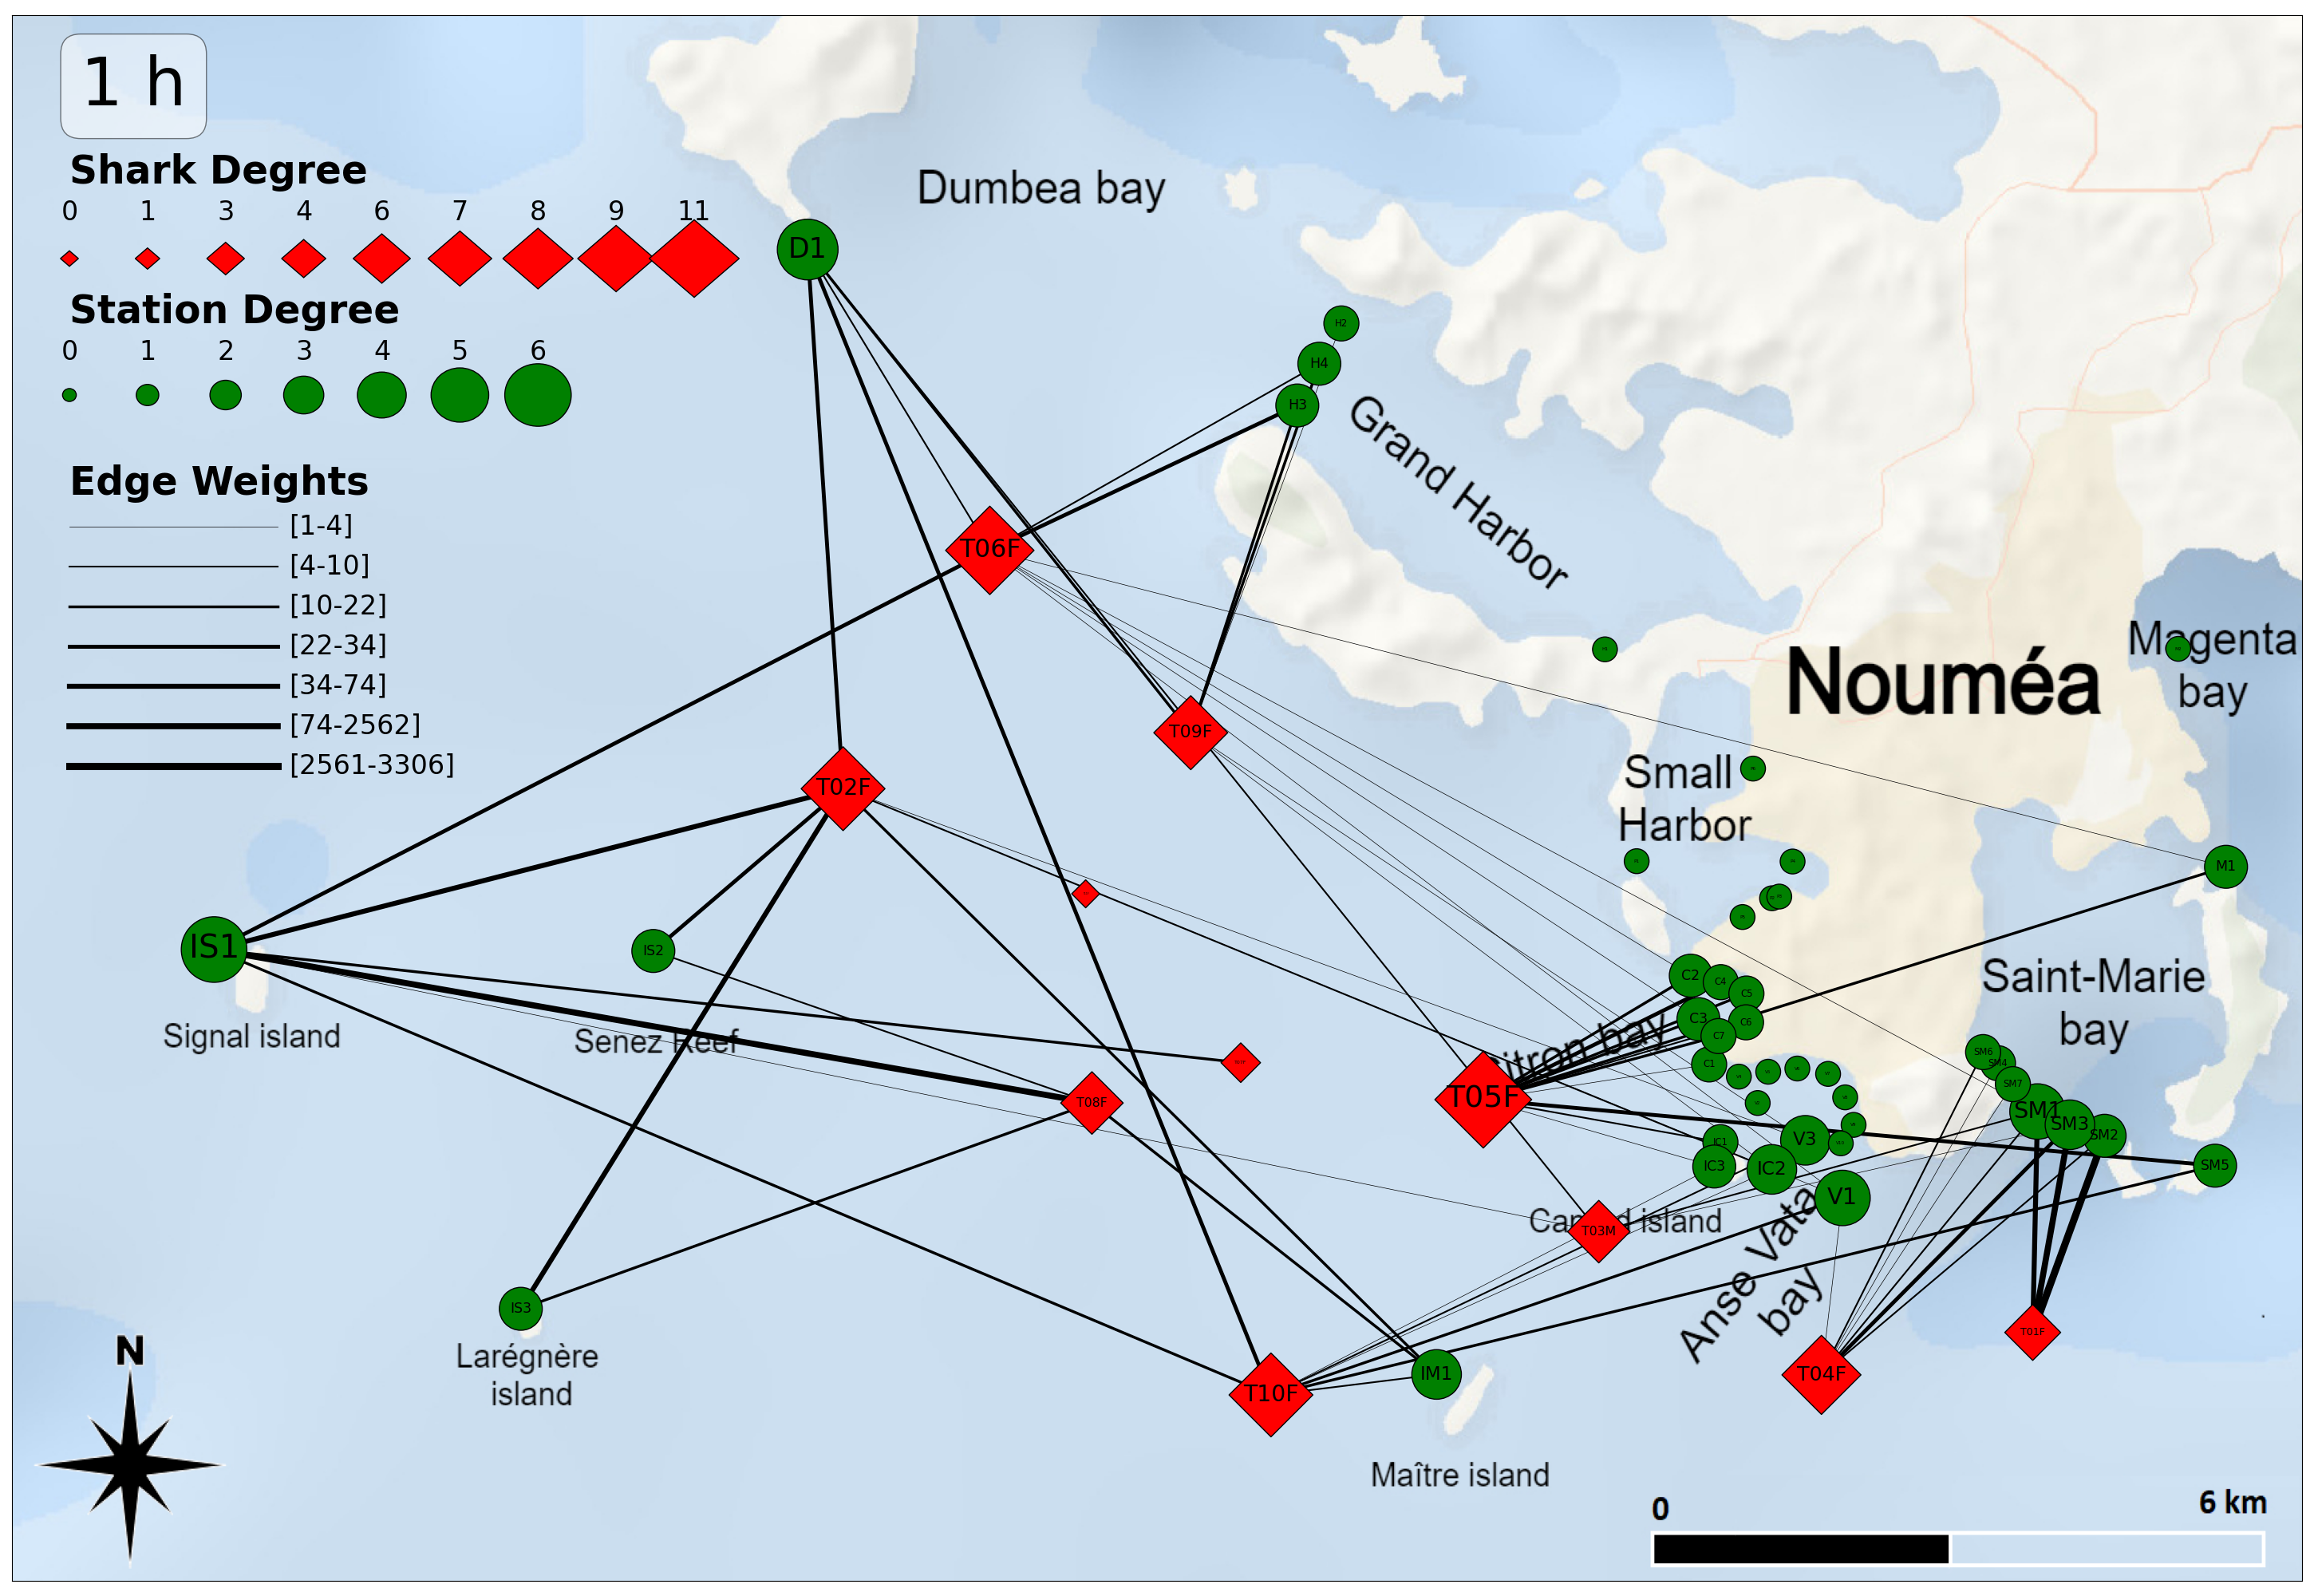 1 h
Shark Degree
0 1 3 4 6 7 8 9 11
Station Degree
0 1 2 3 4 5 6
Edge Weights
[1-4]
[4-10]
[10-22]
[22-34]
[34-74]
[74-2562]
[2561-3306]
Dumbea bay
Grand Harbor
Nouméa
Magenta
bay
Small
Harbor
Saint-Marie
bay
Signal island
Senez Reef
Larégnère
island
Maître island
island
Anse Vata
bay
D1
H2
H4
H3
T06F
T09F
T02F
M1
IS1
IS2
C2
C4
C5
C3
C6
C7
C1
T05F
T08F
SM6
SM4
SM7
SM1
SM3
SM2
SM5
IC1
V3
IC3
IC2
V1
T03M
IS3
T01F
T04F
IM1
T10F
N
0 6 km